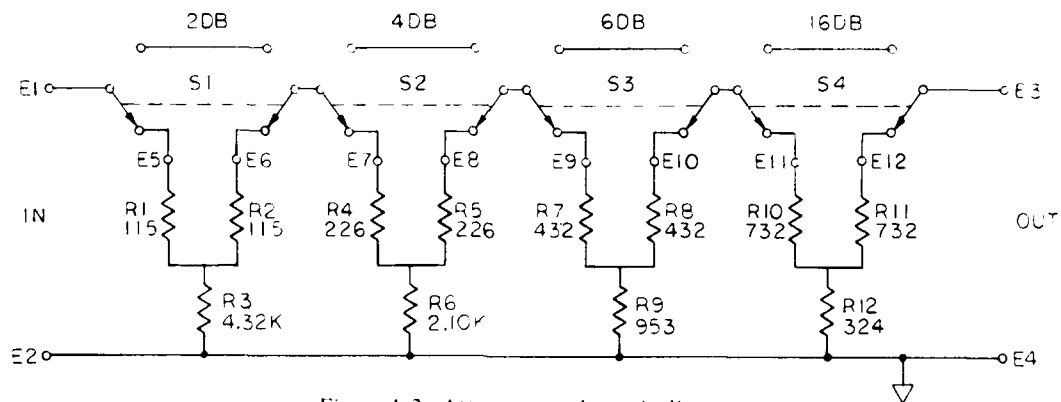 2DB 4DB 6DB 16DB
E1 S1 S2 S3 S4 E3
E5 E6 E7 E8 E9 E10 E11 E12
IN R1 115 R2 115 R4 226 R5 226 R7 432 R8 432 R10 732 R11 732 OUT
R3 4.32K R6 2.10K R9 953 R12 324
E2 E4